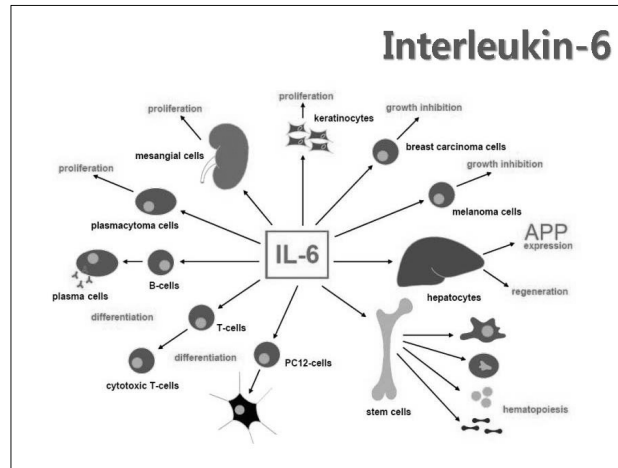 Interleukin-6
proliferation
keratinocytes
growth inhibition
proliferation
mesangial cells
breast carcinoma cells
growth inhibition
proliferation
melanoma cells
plasmacytoma cells
IL-6
APP
expression
plasma cells
B-cells
hepatocytes
regeneration
differentiation
T-cells
differentiation
cytotoxic T-cells
PC12-cells
stem cells
hematopoiesis